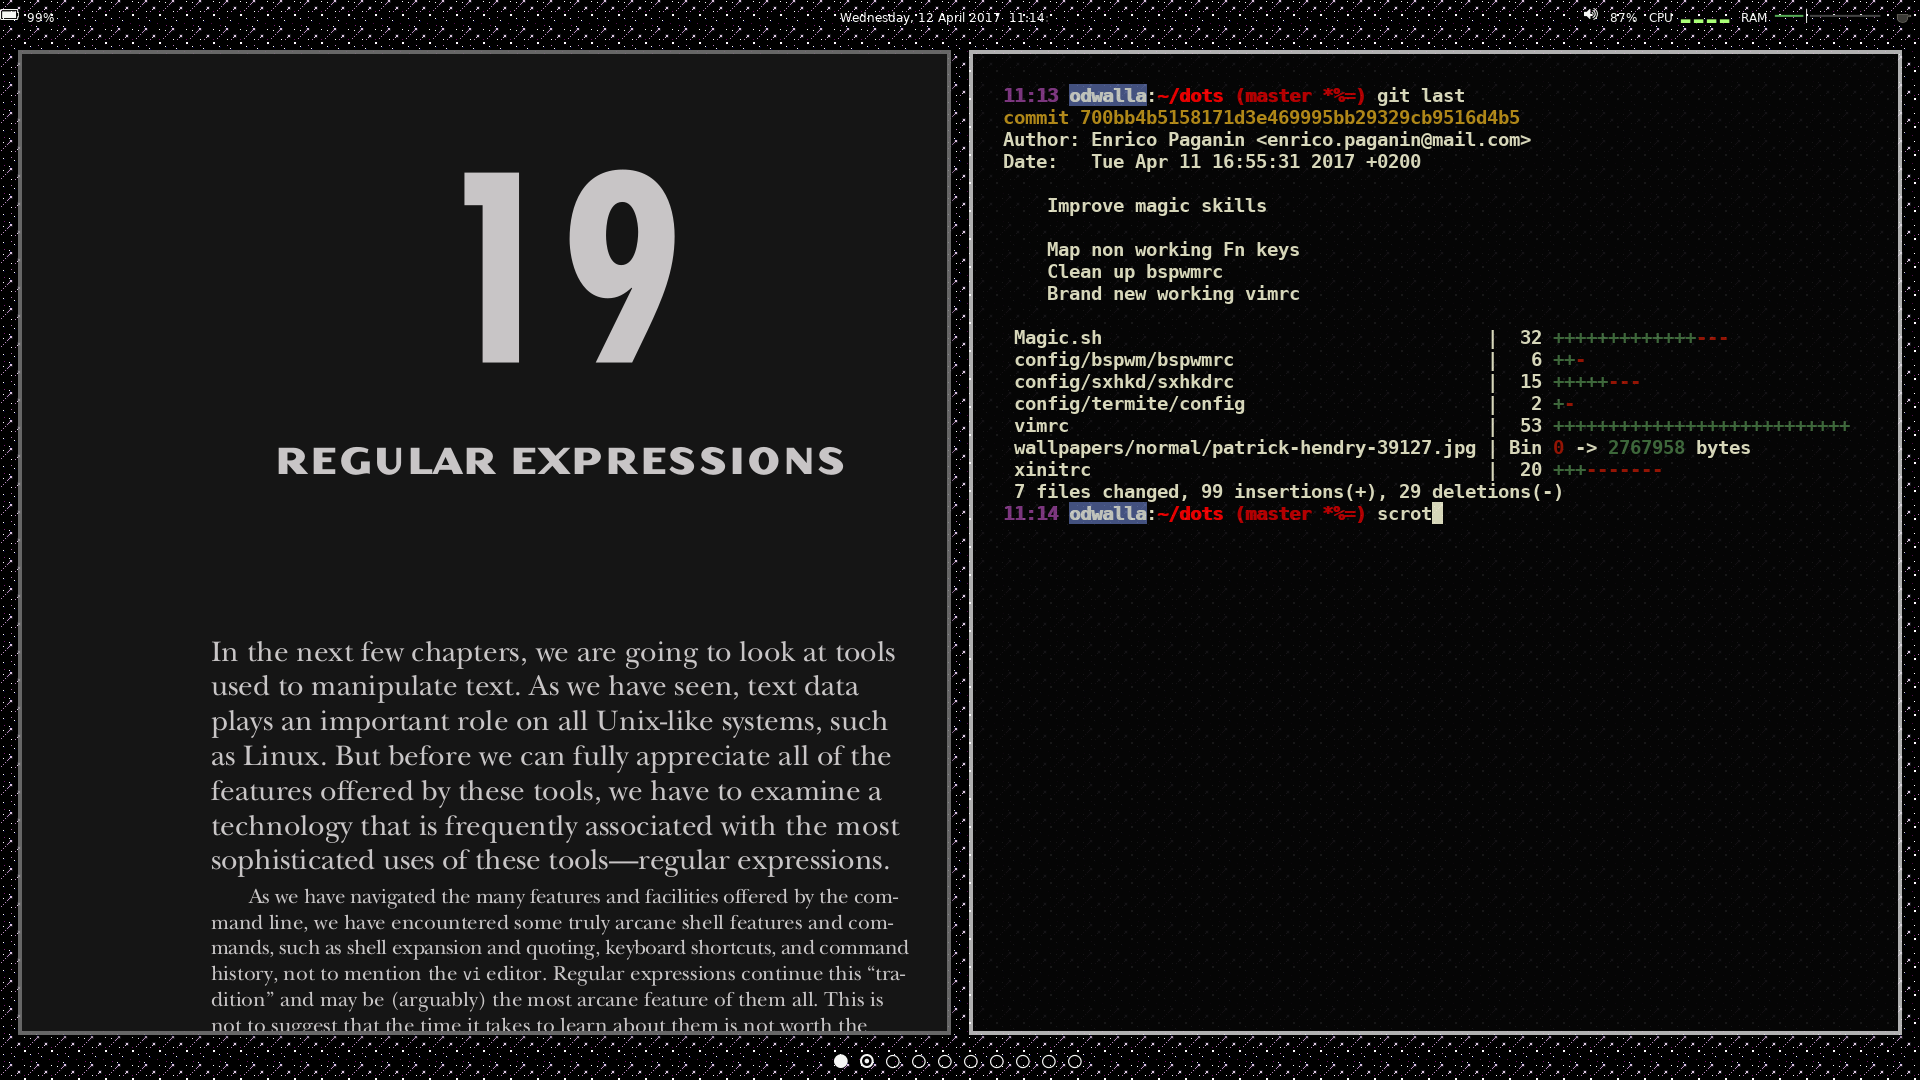 99%
Wednesday, 12 April 2017 11:14
87% CPU RAM
19
REGULAR EXPRESSIONS
In the next few chapters, we are going to look at tools
used to manipulate text. As we have seen, text data
plays an important role on all Unix-like systems, such
as Linux. But before we can fully appreciate all of the
features offered by these tools, we have to examine a
technology that is frequently associated with the most
sophisticated uses of these tools—regular expressions.
As we have navigated the many features and facilities offered by the com-
mand line, we have encountered some truly arcane shell features and com-
mands, such as shell expansion and quoting, keyboard shortcuts, and command
history, not to mention the vi editor. Regular expressions continue this “tra-
dition” and may be (arguably) the most arcane feature of them all. This is
not to suggest that the time it takes to learn about them is not worth the
11:13 odwalla:~/dots (master *%=) git last
commit 700bb4b5158171d3e469995bb29329cb9516d4b5
Author: Enrico Paganin <enrico.paganin@mail.com>
Date:   Tue Apr 11 16:55:31 2017 +0200
Improve magic skills
Map non working Fn keys
Clean up bspwmrc
Brand new working vimrc
Magic.sh | 32 +++++++++++++---
config/bspwm/bspwmrc | 6 ++-
config/sxhkd/sxhkdrc | 15 +++++---
config/termite/config | 2 +-
vimrc | 53 +++++++++++++++++++++++++++
wallpapers/normal/patrick-hendry-39127.jpg | Bin 0 -> 2767958 bytes
xinitrc | 20 +++-------
7 files changed, 99 insertions(+), 29 deletions(-)
11:14 odwalla:~/dots (master *%=) scrot